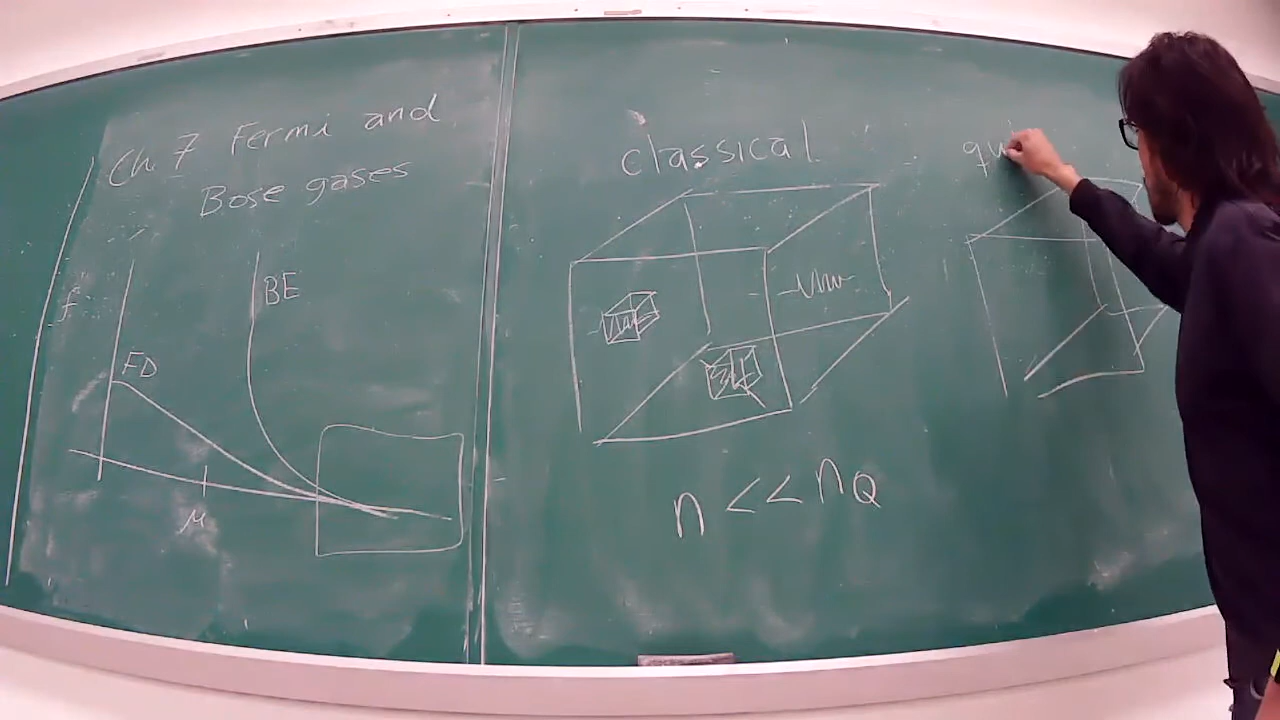 Ch. 7 Fermi and
Bose gases
f
BE
FD
μ
classical
n << nQ
qu